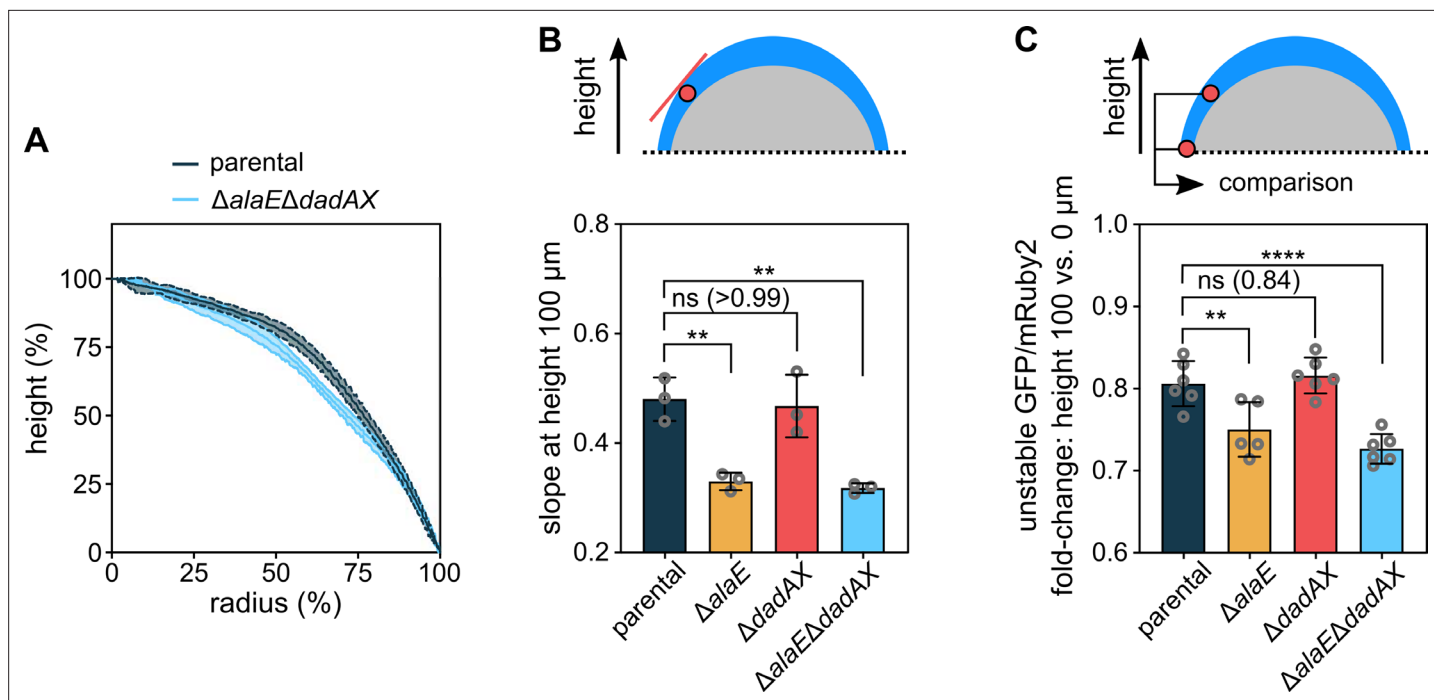 A
parental
ΔalaEΔdadAX
height (%)
100
75
50
25
0
0 25 50 75 100
radius (%)
B
height
slope at height 100 µm
0.8
0.6
0.4
0.2
**
ns (>0.99)
**
parental
ΔalaE
ΔdadAX
ΔalaEΔdadAX
C
height
comparison
unstable GFP/mRuby2
fold-change: height 100 vs. 0 µm
1.0
0.9
0.8
0.7
0.6
****
ns (0.84)
**
parental
ΔalaE
ΔdadAX
ΔalaEΔdadAX